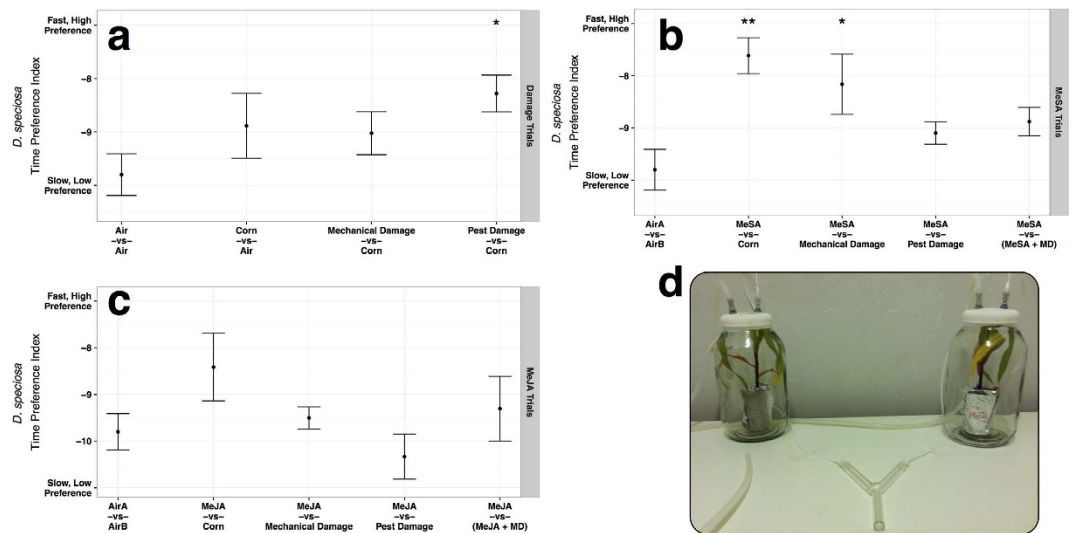 a
Fast, High
Preference
-8
-9
Slow, Low
Preference
D. speciosa
Time Preference Index
*
Damage Trials
Air
–vs–
Air
Corn
–vs–
Air
Mechanical Damage
–vs–
Corn
Pest Damage
–vs–
Corn
b
Fast, High
Preference
-8
-9
Slow, Low
Preference
D. speciosa
Time Preference Index
**
*
MeSA Trials
AirA
–vs–
AirB
MeSA
–vs–
Corn
MeSA
–vs–
Mechanical Damage
MeSA
–vs–
Pest Damage
MeSA
–vs–
(MeSA + MD)
c
Fast, High
Preference
-8
-9
-10
Slow, Low
Preference
D. speciosa
Time Preference Index
MeJA Trials
AirA
–vs–
AirB
MeJA
–vs–
Corn
MeJA
–vs–
Mechanical Damage
MeJA
–vs–
Pest Damage
MeJA
–vs–
(MeJA + MD)
d